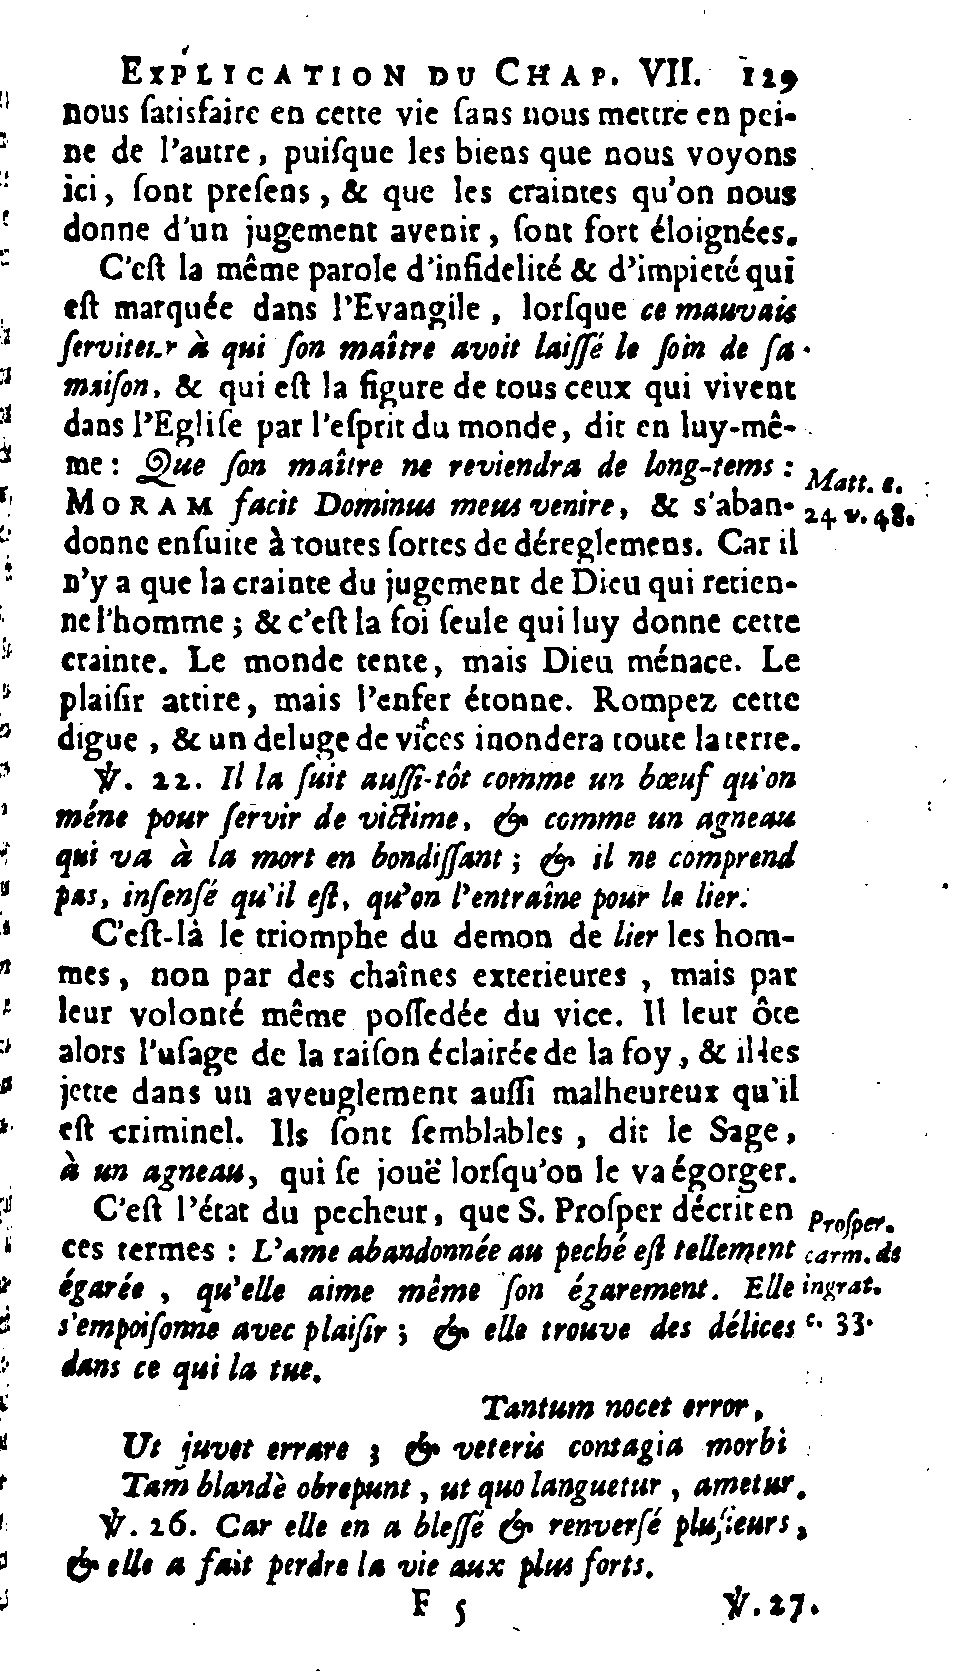 EXPLICATION DU CHAP. VII. 129
nous ſatisfaire en cette vie ſans nous mettre en pei-
ne de l'autre, puiſque les biens que nous voyons
ici, ſont preſens, & que les craintes qu'on nous
donne d'un jugement avenir, ſont fort éloignées.
C'eſt la même parole d'infidelité & d'impieté qui
eſt marquée dans l'Evangile, lorſque ce mauvais
ſerviteur à qui ſon maître avoit laiſſé le ſoin de ſa
maiſon, & qui eſt la figure de tous ceux qui vivent
dans l'Egliſe par l'eſprit du monde, dit en luy-mê-
me : Que ſon maître ne reviendra de long-tems :
Matt. c.
MORAM facit Dominus meus venire, & s'aban-
24 v. 48.
donne enſuite à toutes ſortes de déreglemens. Car il
n'y a que la crainte du jugement de Dieu qui retien-
ne l'homme ; & c'eſt la foi ſeule qui luy donne cette
crainte. Le monde tente, mais Dieu ménace. Le
plaiſir attire, mais l'enfer étonne. Rompez cette
digue, & un deluge de vices inondera toute la terre.
℣. 22. Il la ſuit auſſi-tôt comme un bœuf qu'on
méne pour ſervir de victime, & comme un agneau
qui va à la mort en bondiſſant ; & il ne comprend
pas, inſenſé qu'il eſt, qu'on l'entraîne pour le lier.
C'eſt-là le triomphe du demon de lier les hom-
mes, non par des chaînes exterieures, mais par
leur volonté même poſſedée du vice. Il leur ôte
alors l'uſage de la raiſon éclairée de la foy, & il les
jette dans un aveuglement auſſi malheureux qu'il
eſt criminel. Ils ſont ſemblables, dit le Sage,
à un agneau, qui ſe jouë lorſqu'on le va égorger.
C'eſt l'état du pecheur, que S. Proſper décrit en
Proſper.
ces termes : L'ame abandonnée au peché eſt tellement
carm. de
égarée, qu'elle aime même ſon égarement. Elle
ingrat.
s'empoiſonne avec plaiſir ; & elle trouve des délices
c. 33.
dans ce qui la tue.
Tantum nocet error,
Ut juvet errare ; & veteris contagia morbi
Tam blandè obrepunt, ut quo languetur, ametur.
℣. 26. Car elle en a bleſſé & renverſé pluſieurs,
& elle a fait perdre la vie aux plus forts.
F 5 ℣. 27.